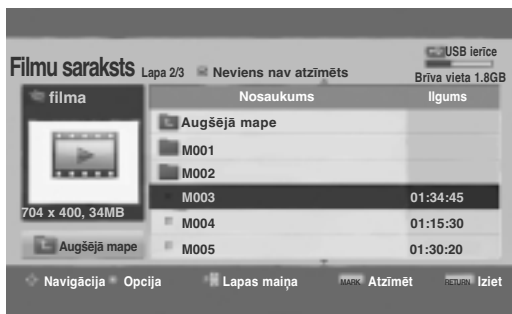 USB ierīce
Filmu saraksts Lapa 2/3 Neviens nav atzīmēts
Brīva vieta 1.8GB
filma
Nosaukums Ilgums
Augšējā mape
M001
M002
M003 01:34:45
704 x 400, 34MB
M004 01:15:30
Augšējā mape
M005 01:30:20
Navigācija Opcija Lapas maiņa MARK Atzīmēt RETURN Iziet